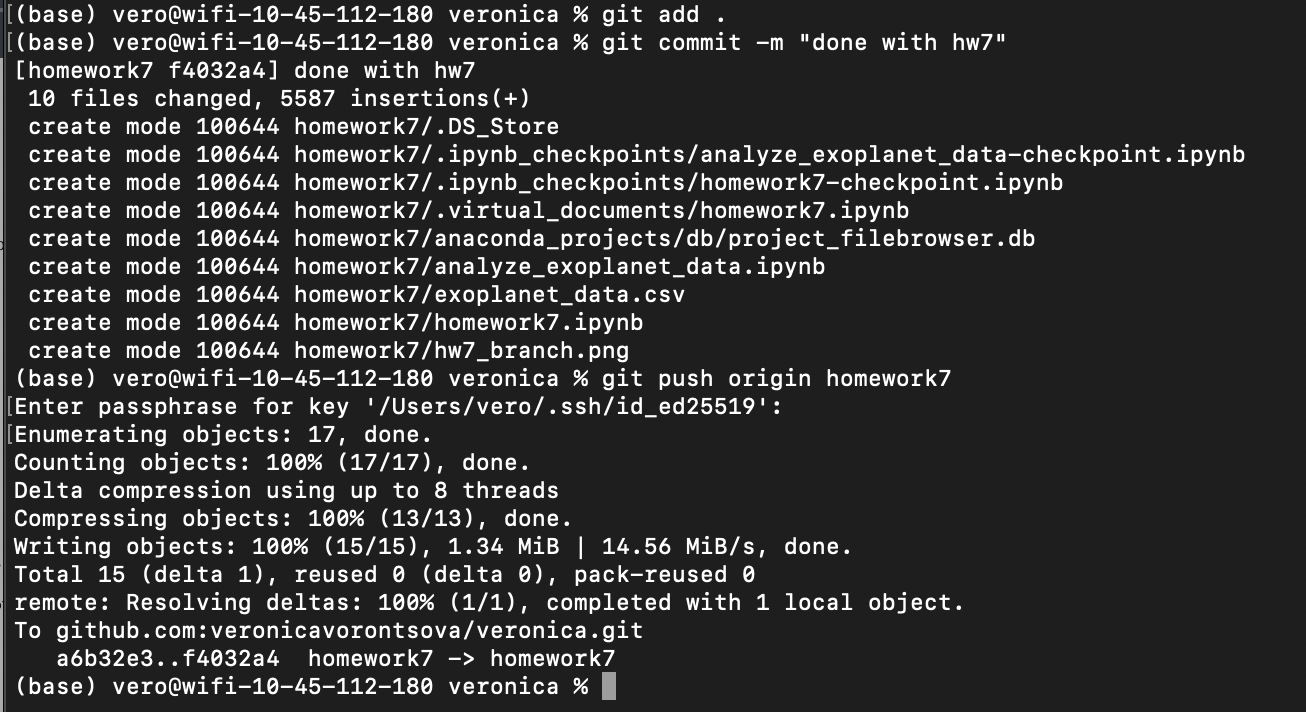 [(base) vero@wifi-10-45-112-180 veronica % git add .
[(base) vero@wifi-10-45-112-180 veronica % git commit -m "done with hw7"
[homework7 f4032a4] done with hw7
 10 files changed, 5587 insertions(+)
 create mode 100644 homework7/.DS_Store
 create mode 100644 homework7/.ipynb_checkpoints/analyze_exoplanet_data-checkpoint.ipynb
 create mode 100644 homework7/.ipynb_checkpoints/homework7-checkpoint.ipynb
 create mode 100644 homework7/.virtual_documents/homework7.ipynb
 create mode 100644 homework7/anaconda_projects/db/project_filebrowser.db
 create mode 100644 homework7/analyze_exoplanet_data.ipynb
 create mode 100644 homework7/exoplanet_data.csv
 create mode 100644 homework7/homework7.ipynb
 create mode 100644 homework7/hw7_branch.png
(base) vero@wifi-10-45-112-180 veronica % git push origin homework7
[Enter passphrase for key '/Users/vero/.ssh/id_ed25519':
[Enumerating objects: 17, done.
Counting objects: 100% (17/17), done.
Delta compression using up to 8 threads
Compressing objects: 100% (13/13), done.
Writing objects: 100% (15/15), 1.34 MiB | 14.56 MiB/s, done.
Total 15 (delta 1), reused 0 (delta 0), pack-reused 0
remote: Resolving deltas: 100% (1/1), completed with 1 local object.
To github.com:veronicavorontsova/veronica.git
   a6b32e3..f4032a4  homework7 -> homework7
(base) vero@wifi-10-45-112-180 veronica %